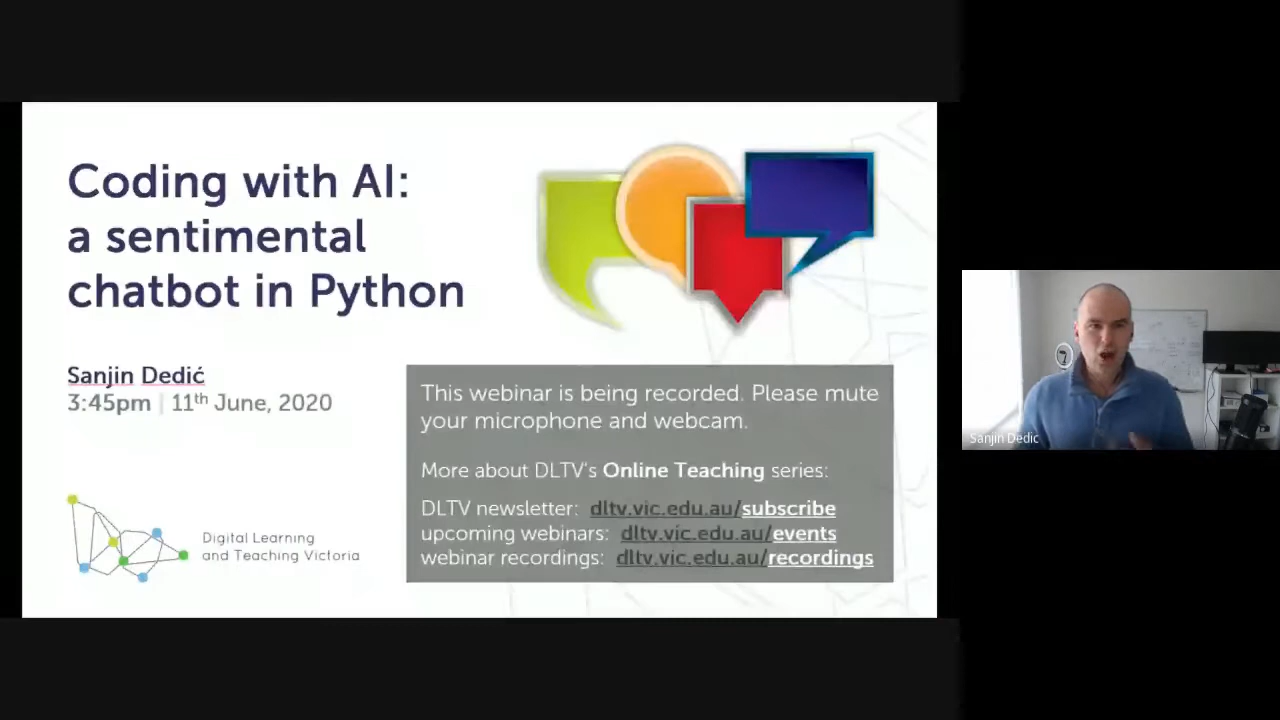 Coding with AI:
a sentimental
chatbot in Python
Sanjin Dedić
3:45pm | 11th June, 2020
This webinar is being recorded. Please mute
your microphone and webcam.
More about DLTV's Online Teaching series:
DLTV newsletter: dltv.vic.edu.au/subscribe
upcoming webinars: dltv.vic.edu.au/events
webinar recordings: dltv.vic.edu.au/recordings
Digital Learning
and Teaching Victoria
Sanjin Dedic